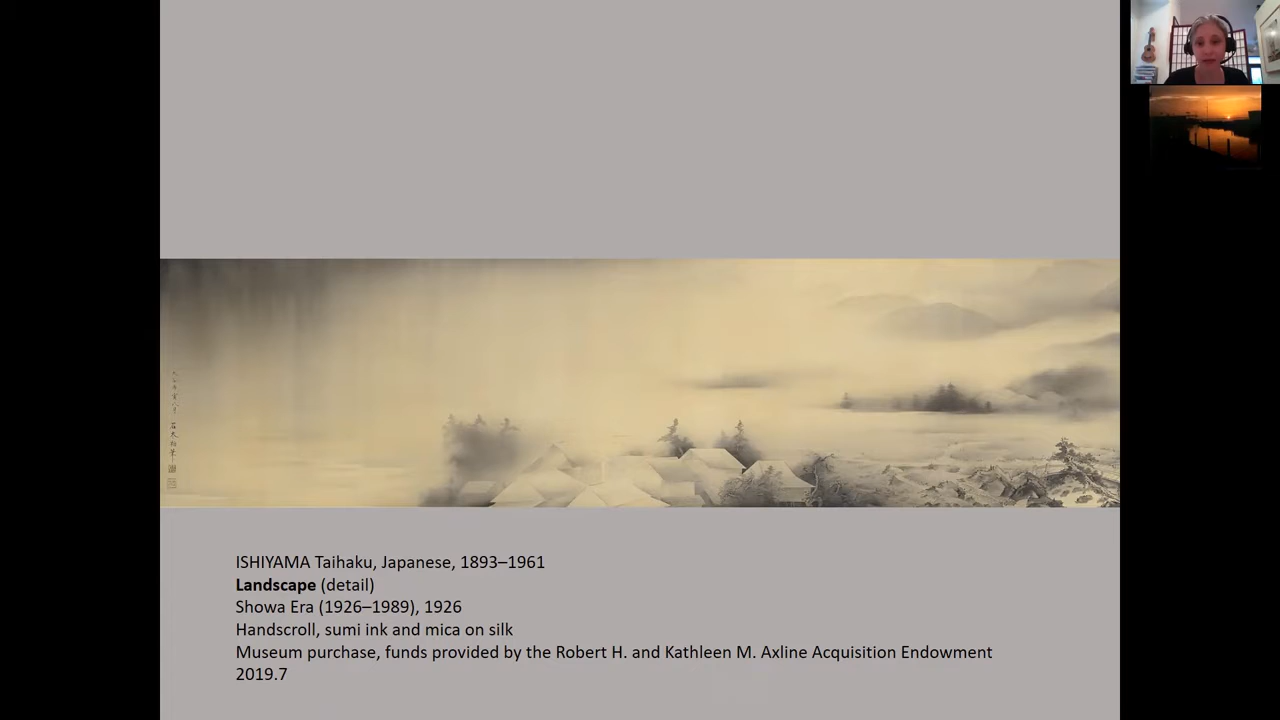 ISHIYAMA Taihaku, Japanese, 1893–1961
Landscape (detail)
Showa Era (1926–1989), 1926
Handscroll, sumi ink and mica on silk
Museum purchase, funds provided by the Robert H. and Kathleen M. Axline Acquisition Endowment
2019.7